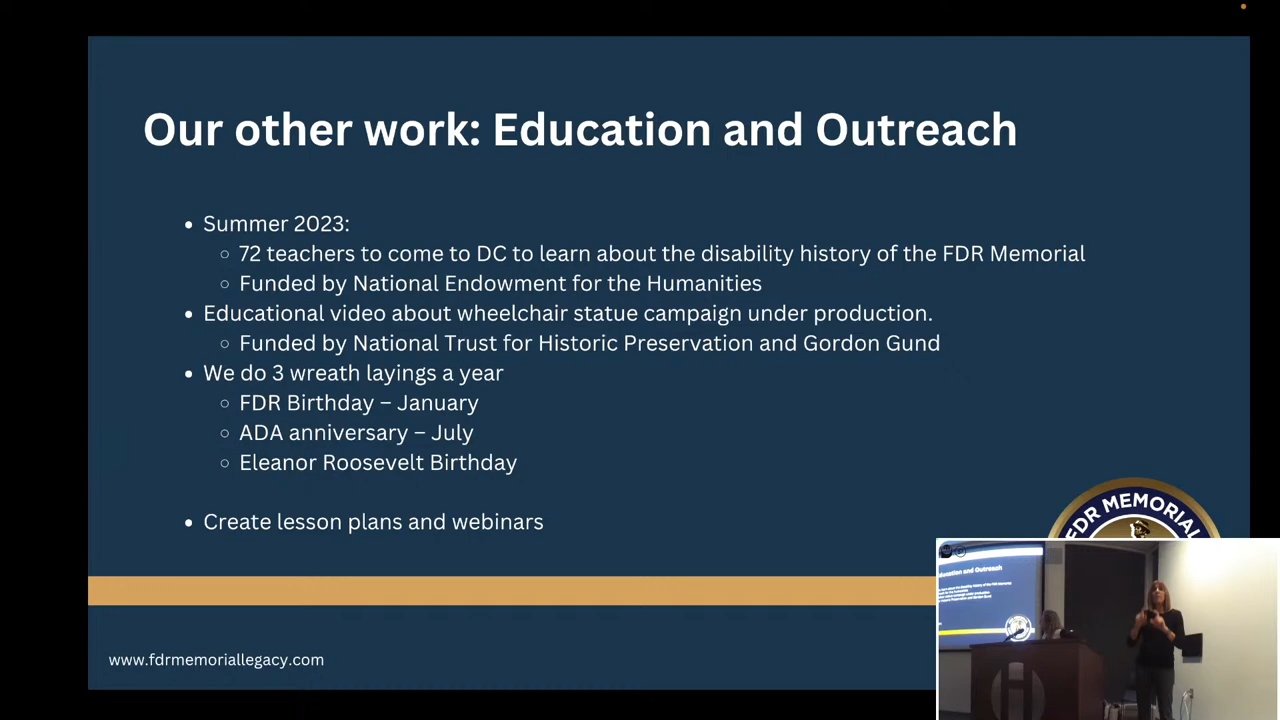 Our other work: Education and Outreach
• Summer 2023:
○ 72 teachers to come to DC to learn about the disability history of the FDR Memorial
○ Funded by National Endowment for the Humanities
• Educational video about wheelchair statue campaign under production.
○ Funded by National Trust for Historic Preservation and Gordon Gund
• We do 3 wreath layings a year
○ FDR Birthday – January
○ ADA anniversary – July
○ Eleanor Roosevelt Birthday
• Create lesson plans and webinars
FDR MEMORIAL
Education and Outreach
H
www.fdrmemoriallegacy.com